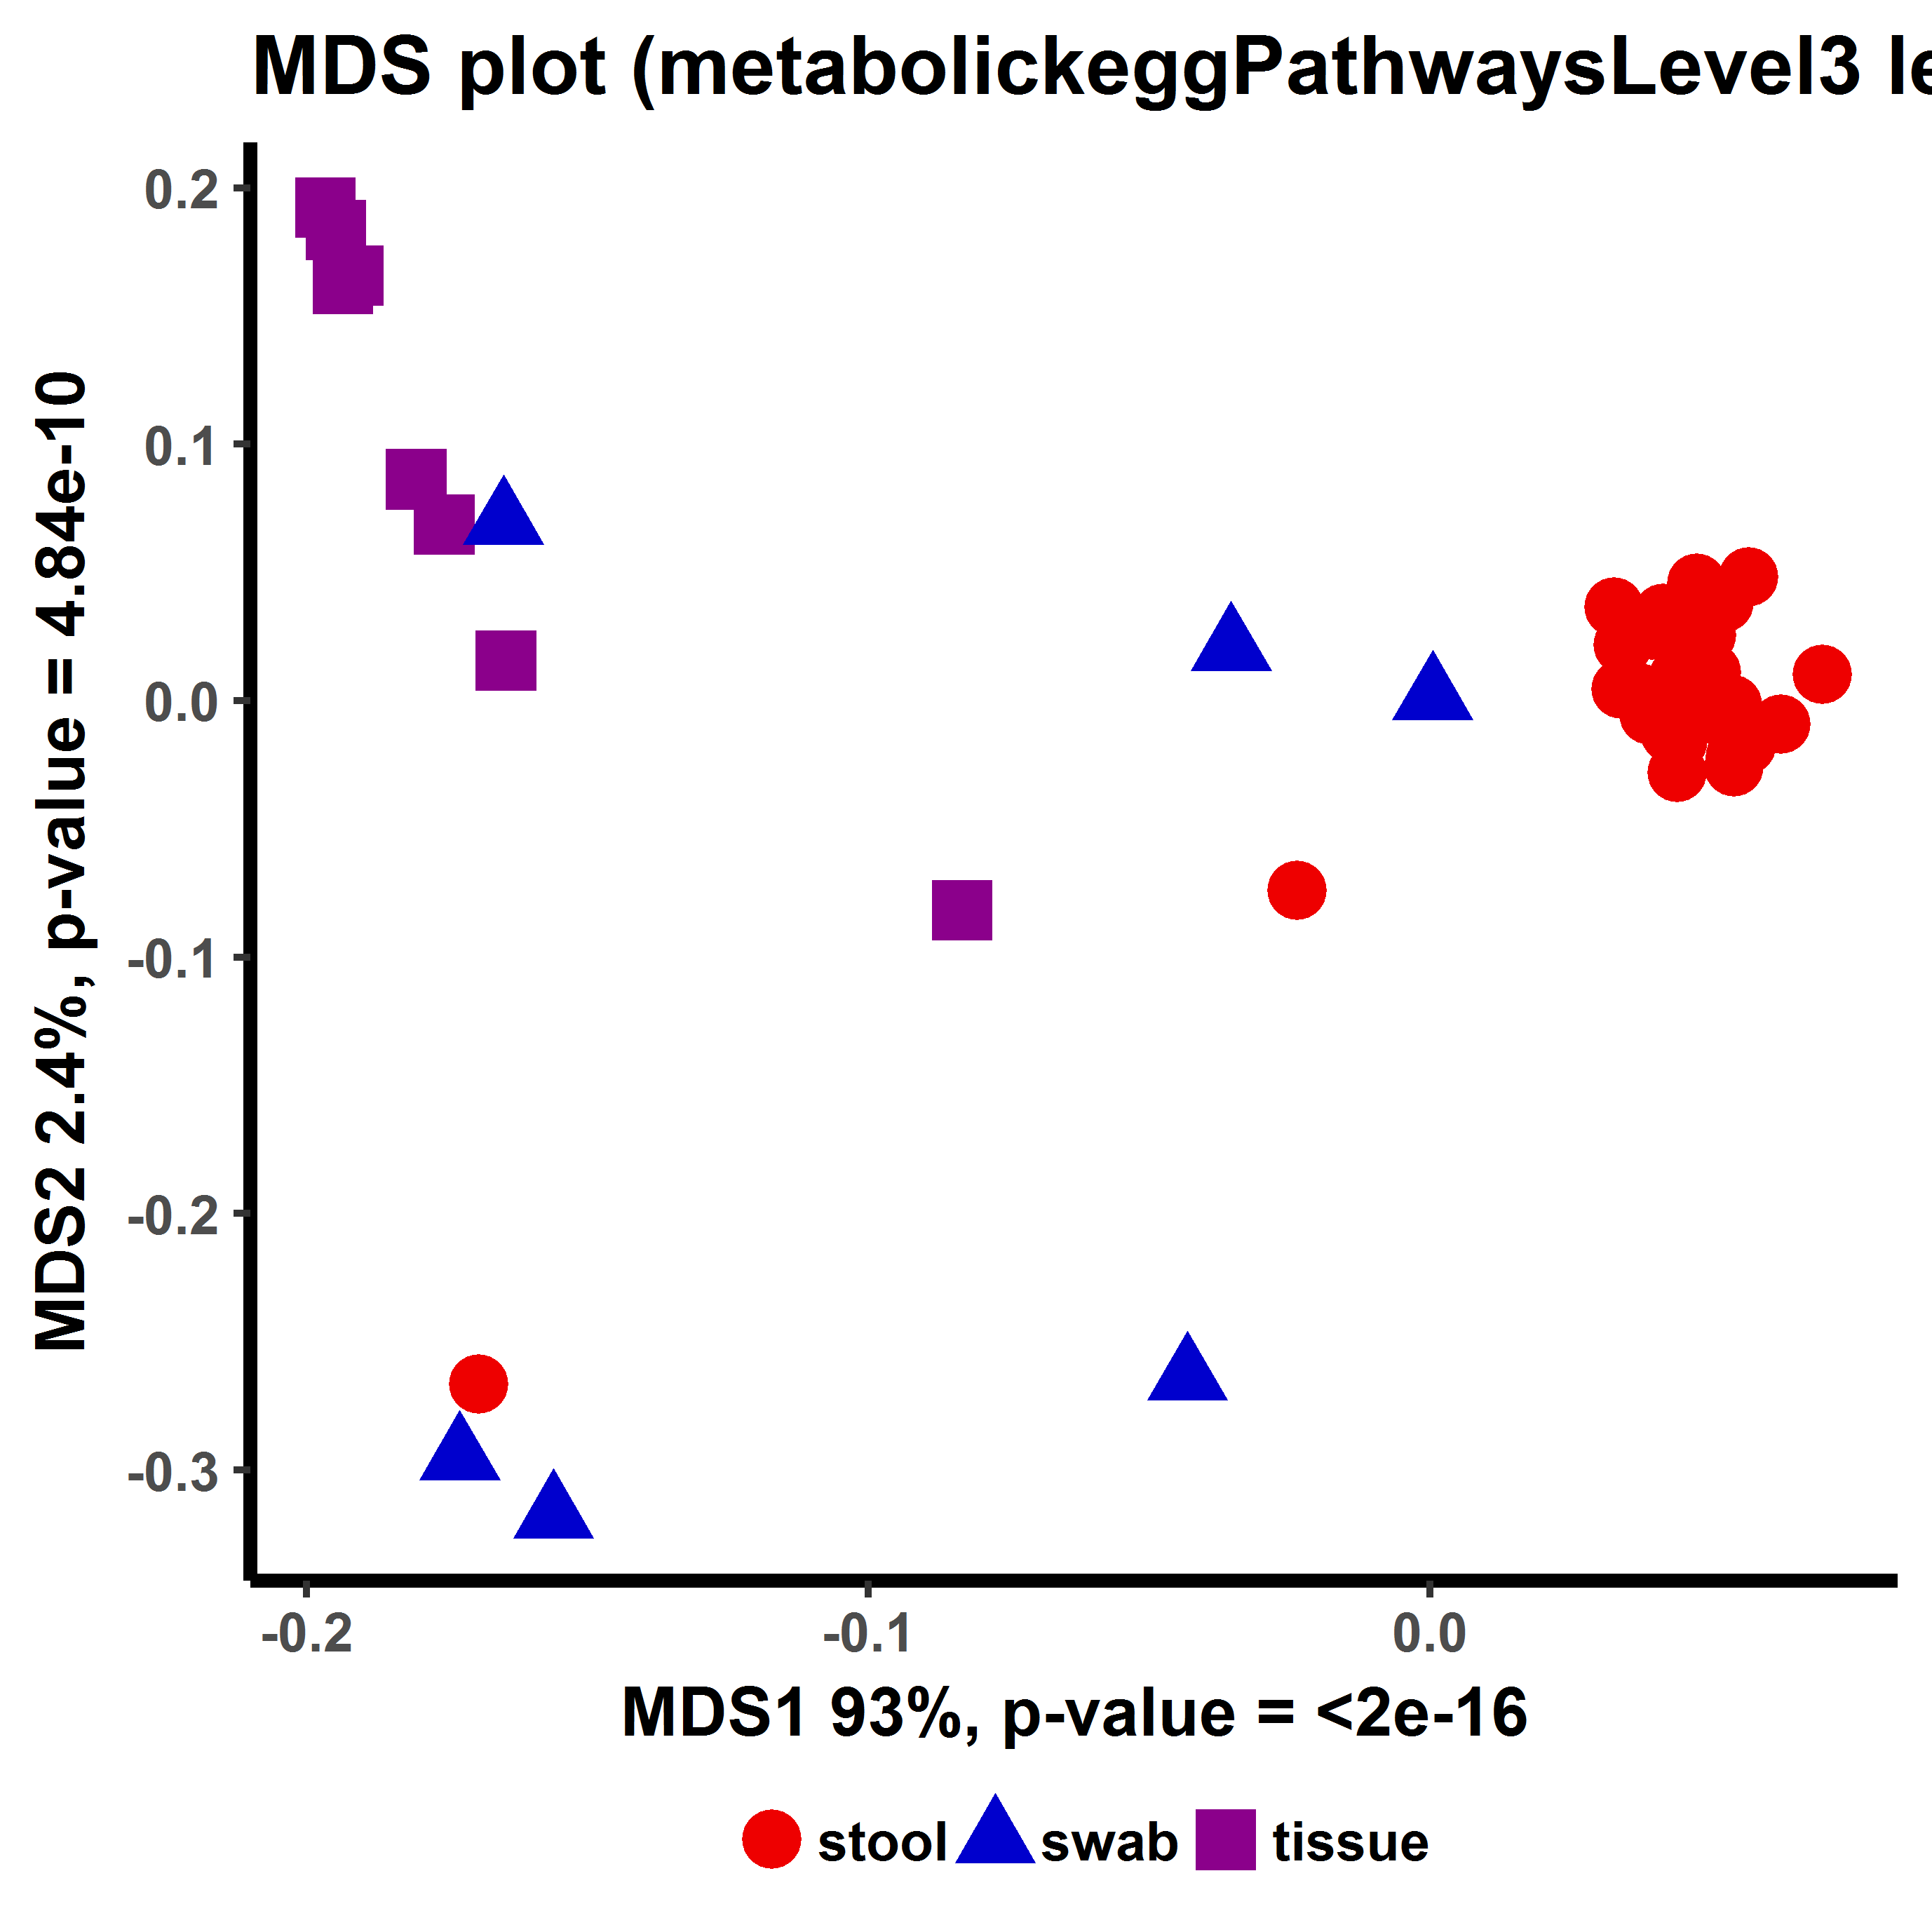 MDS plot (metabolickeggPathwaysLevel3 le
MDS2 2.4%, p-value = 4.84e-10
0.2
0.1
0.0
-0.1
-0.2
-0.3
-0.2 -0.1 0.0
MDS1 93%, p-value = <2e-16
stool swab tissue